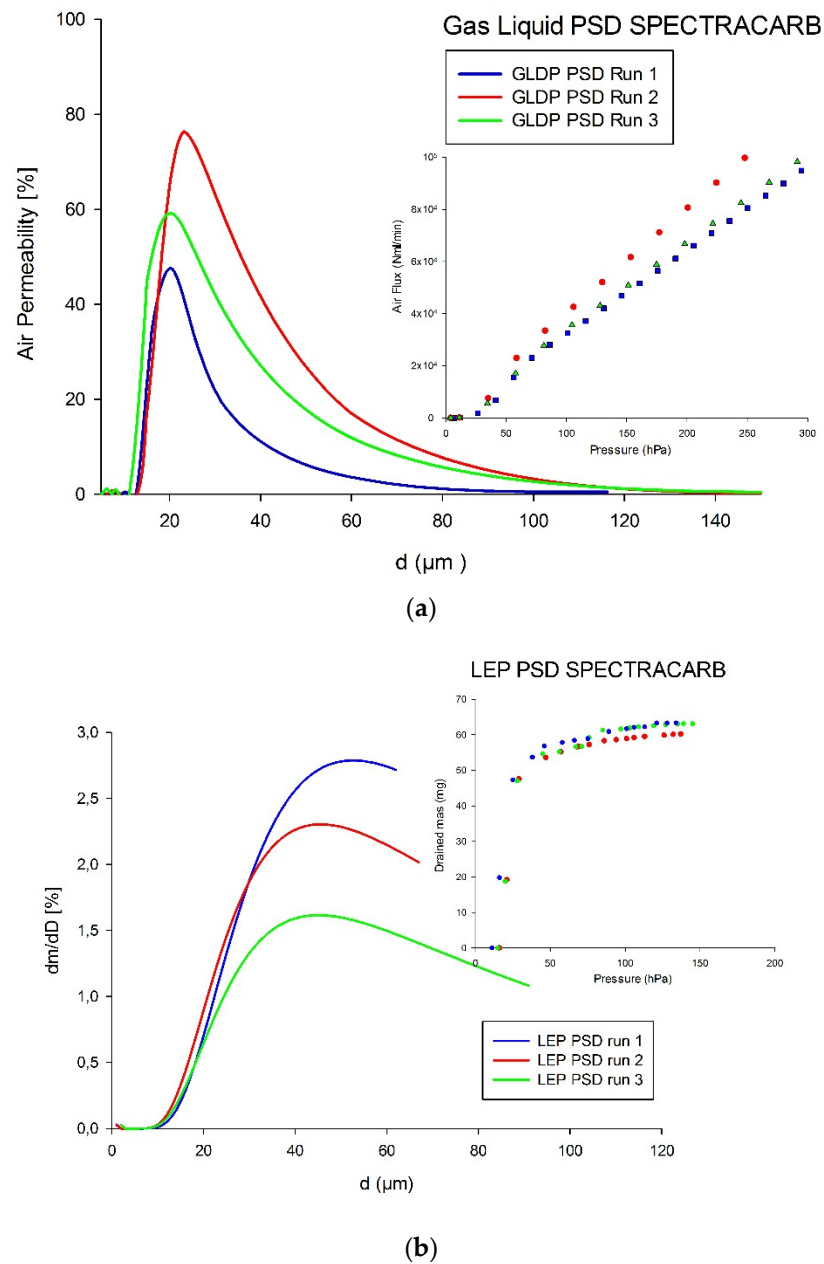 Gas Liquid PSD SPECTRACARB
GLDP PSD Run 1
GLDP PSD Run 2
GLDP PSD Run 3
100
80
60
40
20
0
Air Permeability [%]
20
40
60
80
100
120
140
d (µm )
10⁵
8x10⁴
6x10⁴
4x10⁴
2x10⁴
0
Air Flux (Nml/min)
0
50
100
150
200
250
300
Pressure (hPa)
(a)
LEP PSD SPECTRACARB
3,0
2,5
2,0
1,5
1,0
0,5
0,0
dm/dD [%]
0
20
40
60
80
100
120
d (µm)
70
60
50
40
30
20
10
0
Drained mas (mg)
0
50
100
150
200
Pressure (hPa)
LEP PSD run 1
LEP PSD run 2
LEP PSD run 3
(b)